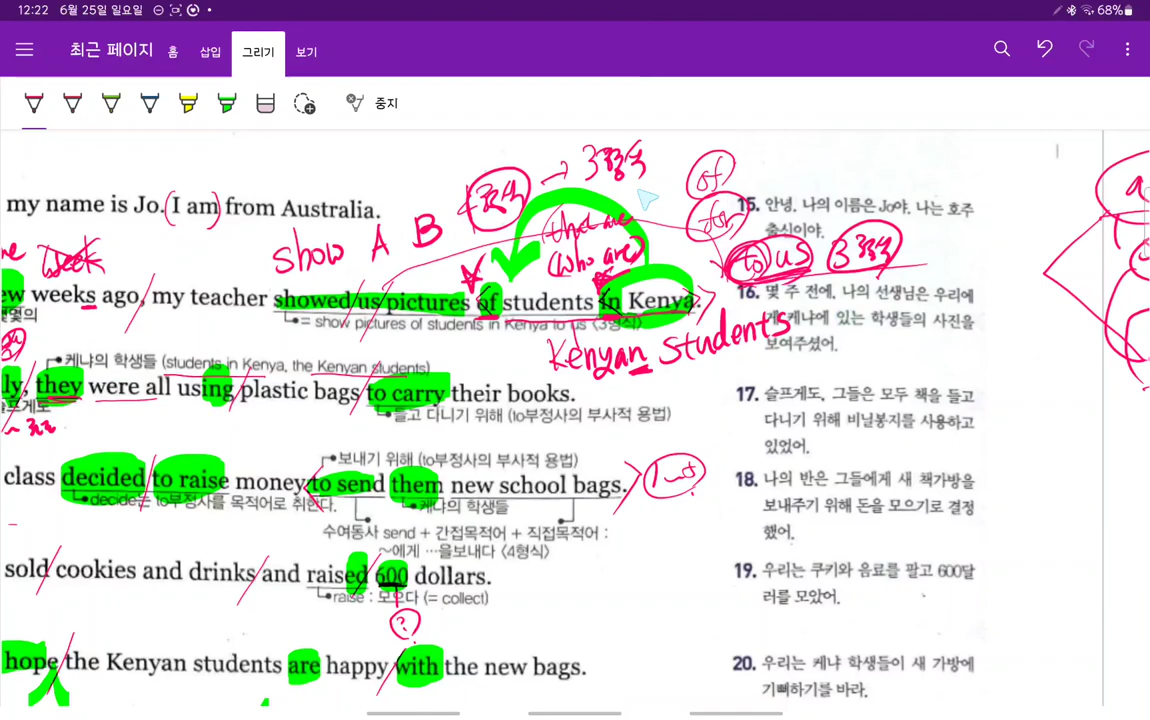 12:22 6월 25일 일요일 68%
최근 페이지 홈 삽입 그리기 보기
중지
3형식
of
for
my name is Jo. I am from Australia.
15. 안녕, 나의 이름은 Jo야. 나는 호주
출신이야.
show A B
that are
(who are)
to us 3형식
week
ew weeks ago, my teacher showed us pictures of students in Kenya.
= show pictures of students in Kenya to us <3형식>
Kenyan students
16. 몇 주 전에, 나의 선생님은 우리에
게 케냐에 있는 학생들의 사진을
보여주셨어.
케냐의 학생들 (students in Kenya, the Kenyan students)
ly, they were all using plastic bags to carry their books.
들고 다니기 위해 (to부정사의 부사적 용법)
17. 슬프게도, 그들은 모두 책을 들고
다니기 위해 비닐봉지를 사용하고
있었어.
보내기 위해 (to부정사의 부사적 용법)
class decided to raise money to send them new school bags.
decide는 to부정사를 목적어로 취한다.
케냐의 학생들
수여동사 send + 간접목적어 + 직접목적어 :
~에게 …을보내다 <4형식>
18. 나의 반은 그들에게 새 책가방을
보내주기 위해 돈을 모으기로 결정
했어.
sold cookies and drinks and raised 600 dollars.
raise : 모으다 (= collect)
?
19. 우리는 쿠키와 음료를 팔고 600달
러를 모았어.
hope the Kenyan students are happy with the new bags.
20. 우리는 케냐 학생들이 새 가방에
기뻐하기를 바라.